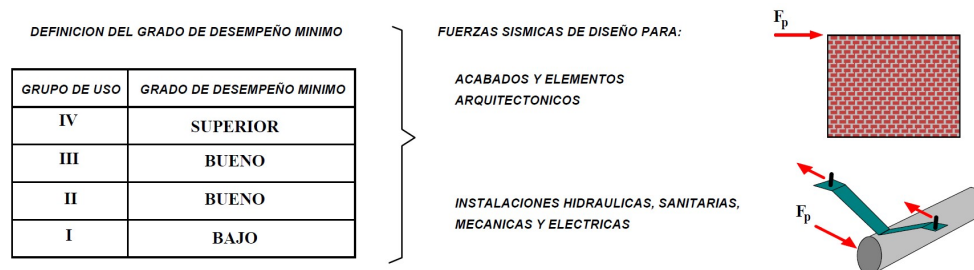 DEFINICION DEL GRADO DE DESEMPEÑO MINIMO
GRUPO DE USO GRADO DE DESEMPEÑO MINIMO
IV SUPERIOR
III BUENO
II BUENO
I BAJO
FUERZAS SISMICAS DE DISEÑO PARA:
ACABADOS Y ELEMENTOS
ARQUITECTONICOS
INSTALACIONES HIDRAULICAS, SANITARIAS,
MECANICAS Y ELECTRICAS
Fp
Fp